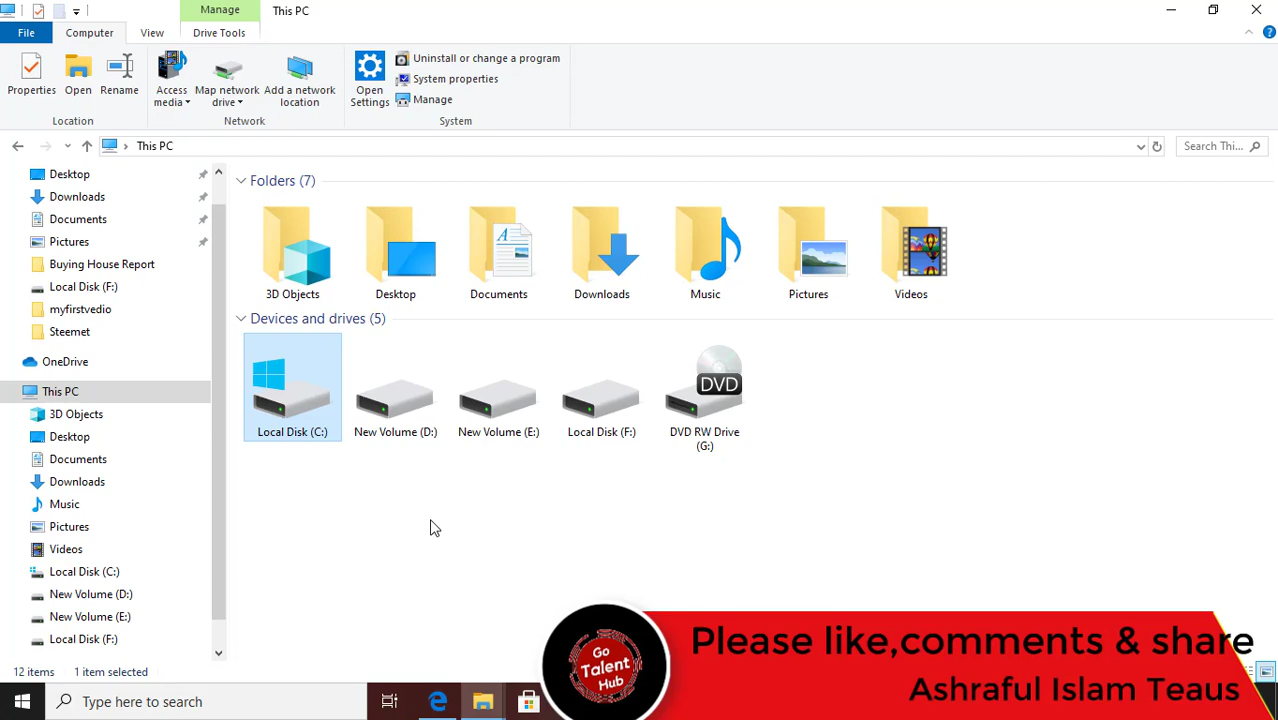 Manage
This PC
File
Computer
View
Drive Tools
Properties
Open
Rename
Access media
Map network drive
Add a network location
Open Settings
Uninstall or change a program
System properties
Manage
Location
Network
System
This PC
Search Thi...
Desktop
Downloads
Documents
Pictures
Buying House Report
Local Disk (F:)
myfirstvedio
Steemet
OneDrive
This PC
3D Objects
Desktop
Documents
Downloads
Music
Pictures
Videos
Local Disk (C:)
New Volume (D:)
New Volume (E:)
Local Disk (F:)
Folders (7)
3D Objects
Desktop
Documents
Downloads
Music
Pictures
Videos
Devices and drives (5)
Local Disk (C:)
New Volume (D:)
New Volume (E:)
Local Disk (F:)
DVD
DVD RW Drive
(G:)
12 items
1 item selected
Go
Talent
Hub
Please like,comments & share
Ashraful Islam Teaus
Type here to search